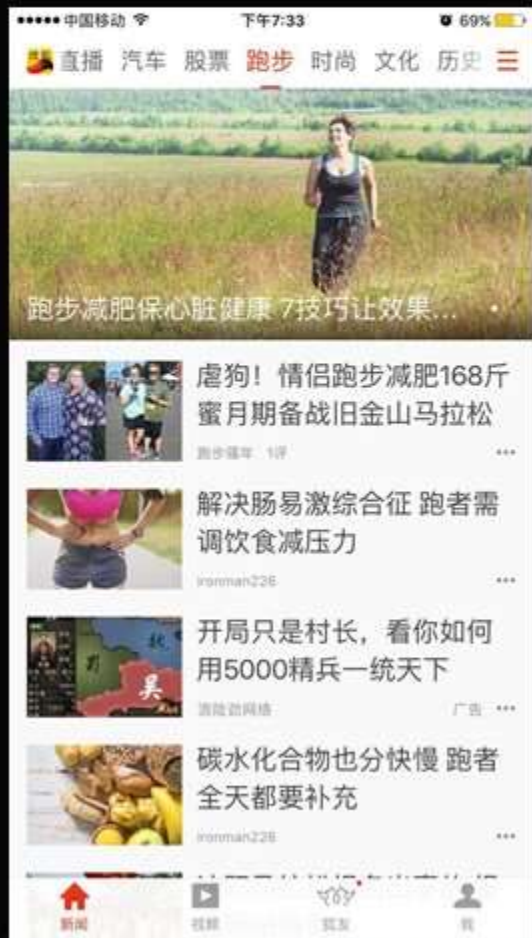 中国移动 下午7:33 69%
直播 汽车 股票 跑步 时尚 文化 历史
跑步减肥保心脏健康 7技巧让效果...
虐狗！情侣跑步减肥168斤
蜜月期备战旧金山马拉松
1评
解决肠易激综合征 跑者需
调饮食减压力
ironman226
开局只是村长，看你如何
用5000精兵一统天下
蜀
吴
广告
碳水化合物也分快慢 跑者
全天都要补充
ironman226
新闻 视频 狐友 我